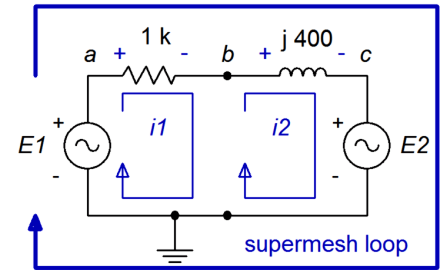 1 k
j 400
a + - b + - c
i1
i2
E1 + -
+ - E2
supermesh loop